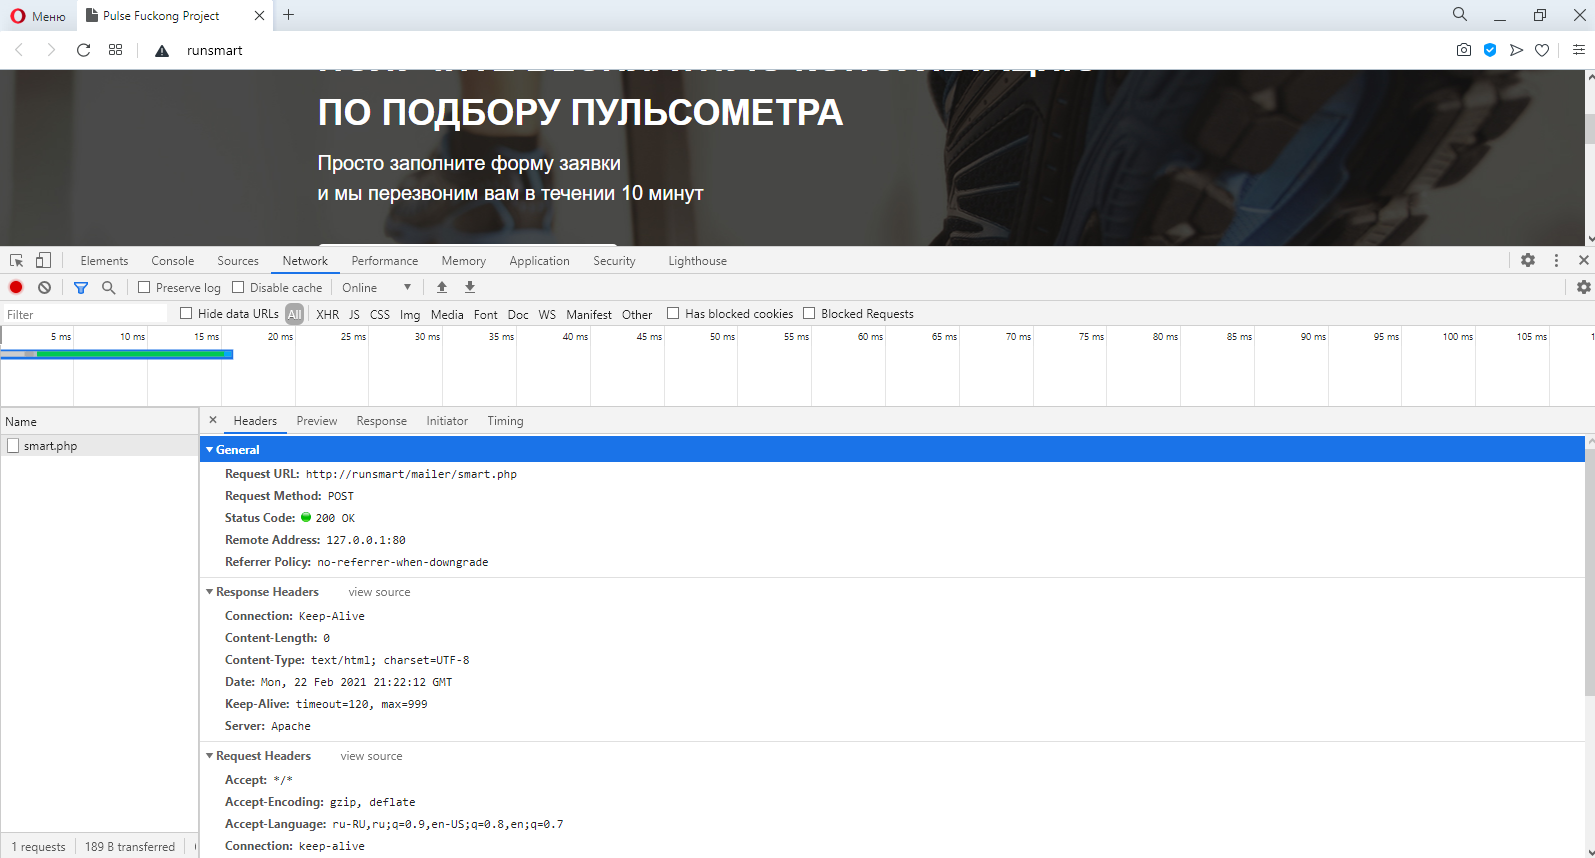 Меню
Pulse Fuckong Project
runsmart
ПО ПОДБОРУ ПУЛЬСОМЕТРА
Просто заполните форму заявки
и мы перезвоним вам в течении 10 минут
Elements Console Sources Network Performance Memory Application Security Lighthouse
Preserve log Disable cache Online
Filter Hide data URLs All XHR JS CSS Img Media Font Doc WS Manifest Other Has blocked cookies Blocked Requests
5 ms 10 ms 15 ms 20 ms 25 ms 30 ms 35 ms 40 ms 45 ms 50 ms 55 ms 60 ms 65 ms 70 ms 75 ms 80 ms 85 ms 90 ms 95 ms 100 ms 105 ms
Name
smart.php
Headers Preview Response Initiator Timing
General
Request URL: http://runsmart/mailer/smart.php
Request Method: POST
Status Code: 200 OK
Remote Address: 127.0.0.1:80
Referrer Policy: no-referrer-when-downgrade
Response Headers view source
Connection: Keep-Alive
Content-Length: 0
Content-Type: text/html; charset=UTF-8
Date: Mon, 22 Feb 2021 21:22:12 GMT
Keep-Alive: timeout=120, max=999
Server: Apache
Request Headers view source
Accept: */*
Accept-Encoding: gzip, deflate
Accept-Language: ru-RU,ru;q=0.9,en-US;q=0.8,en;q=0.7
Connection: keep-alive
1 requests 189 B transferred